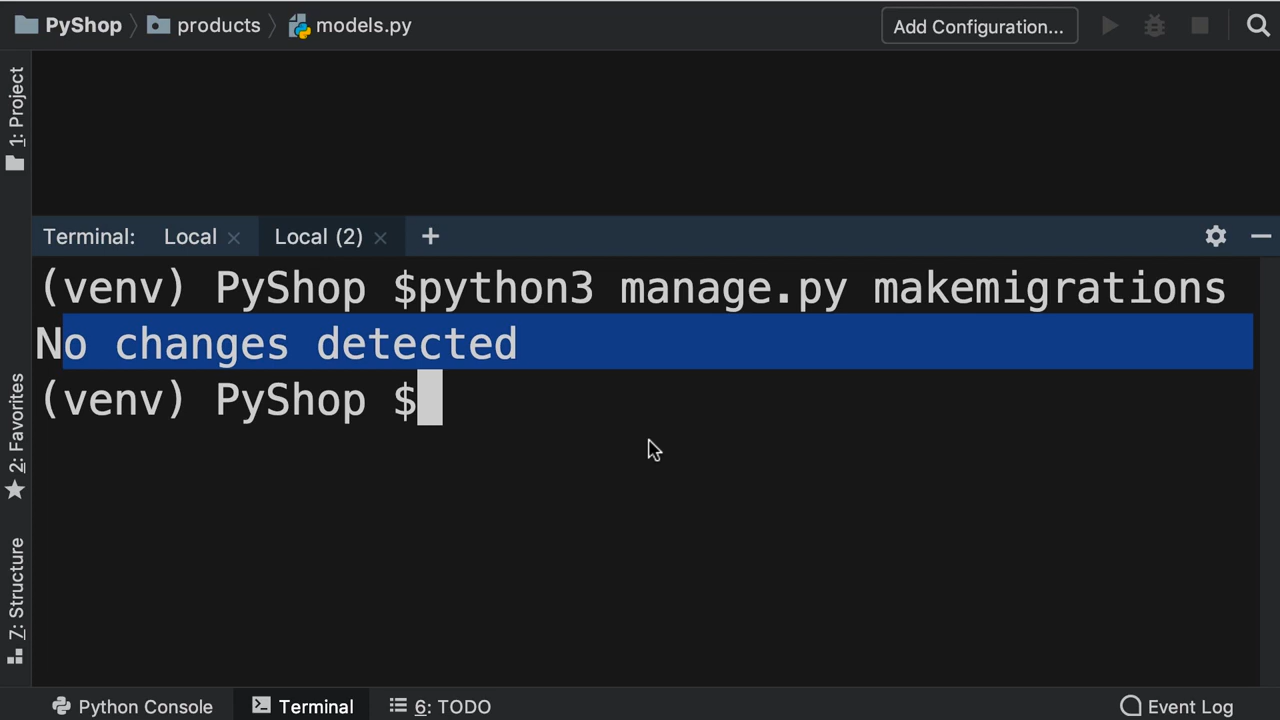 PyShop products models.py Add Configuration...
1: Project
Terminal: Local Local (2)
(venv) PyShop $python3 manage.py makemigrations
No changes detected
(venv) PyShop $
2: Favorites
7: Structure
Python Console Terminal 6: TODO Event Log